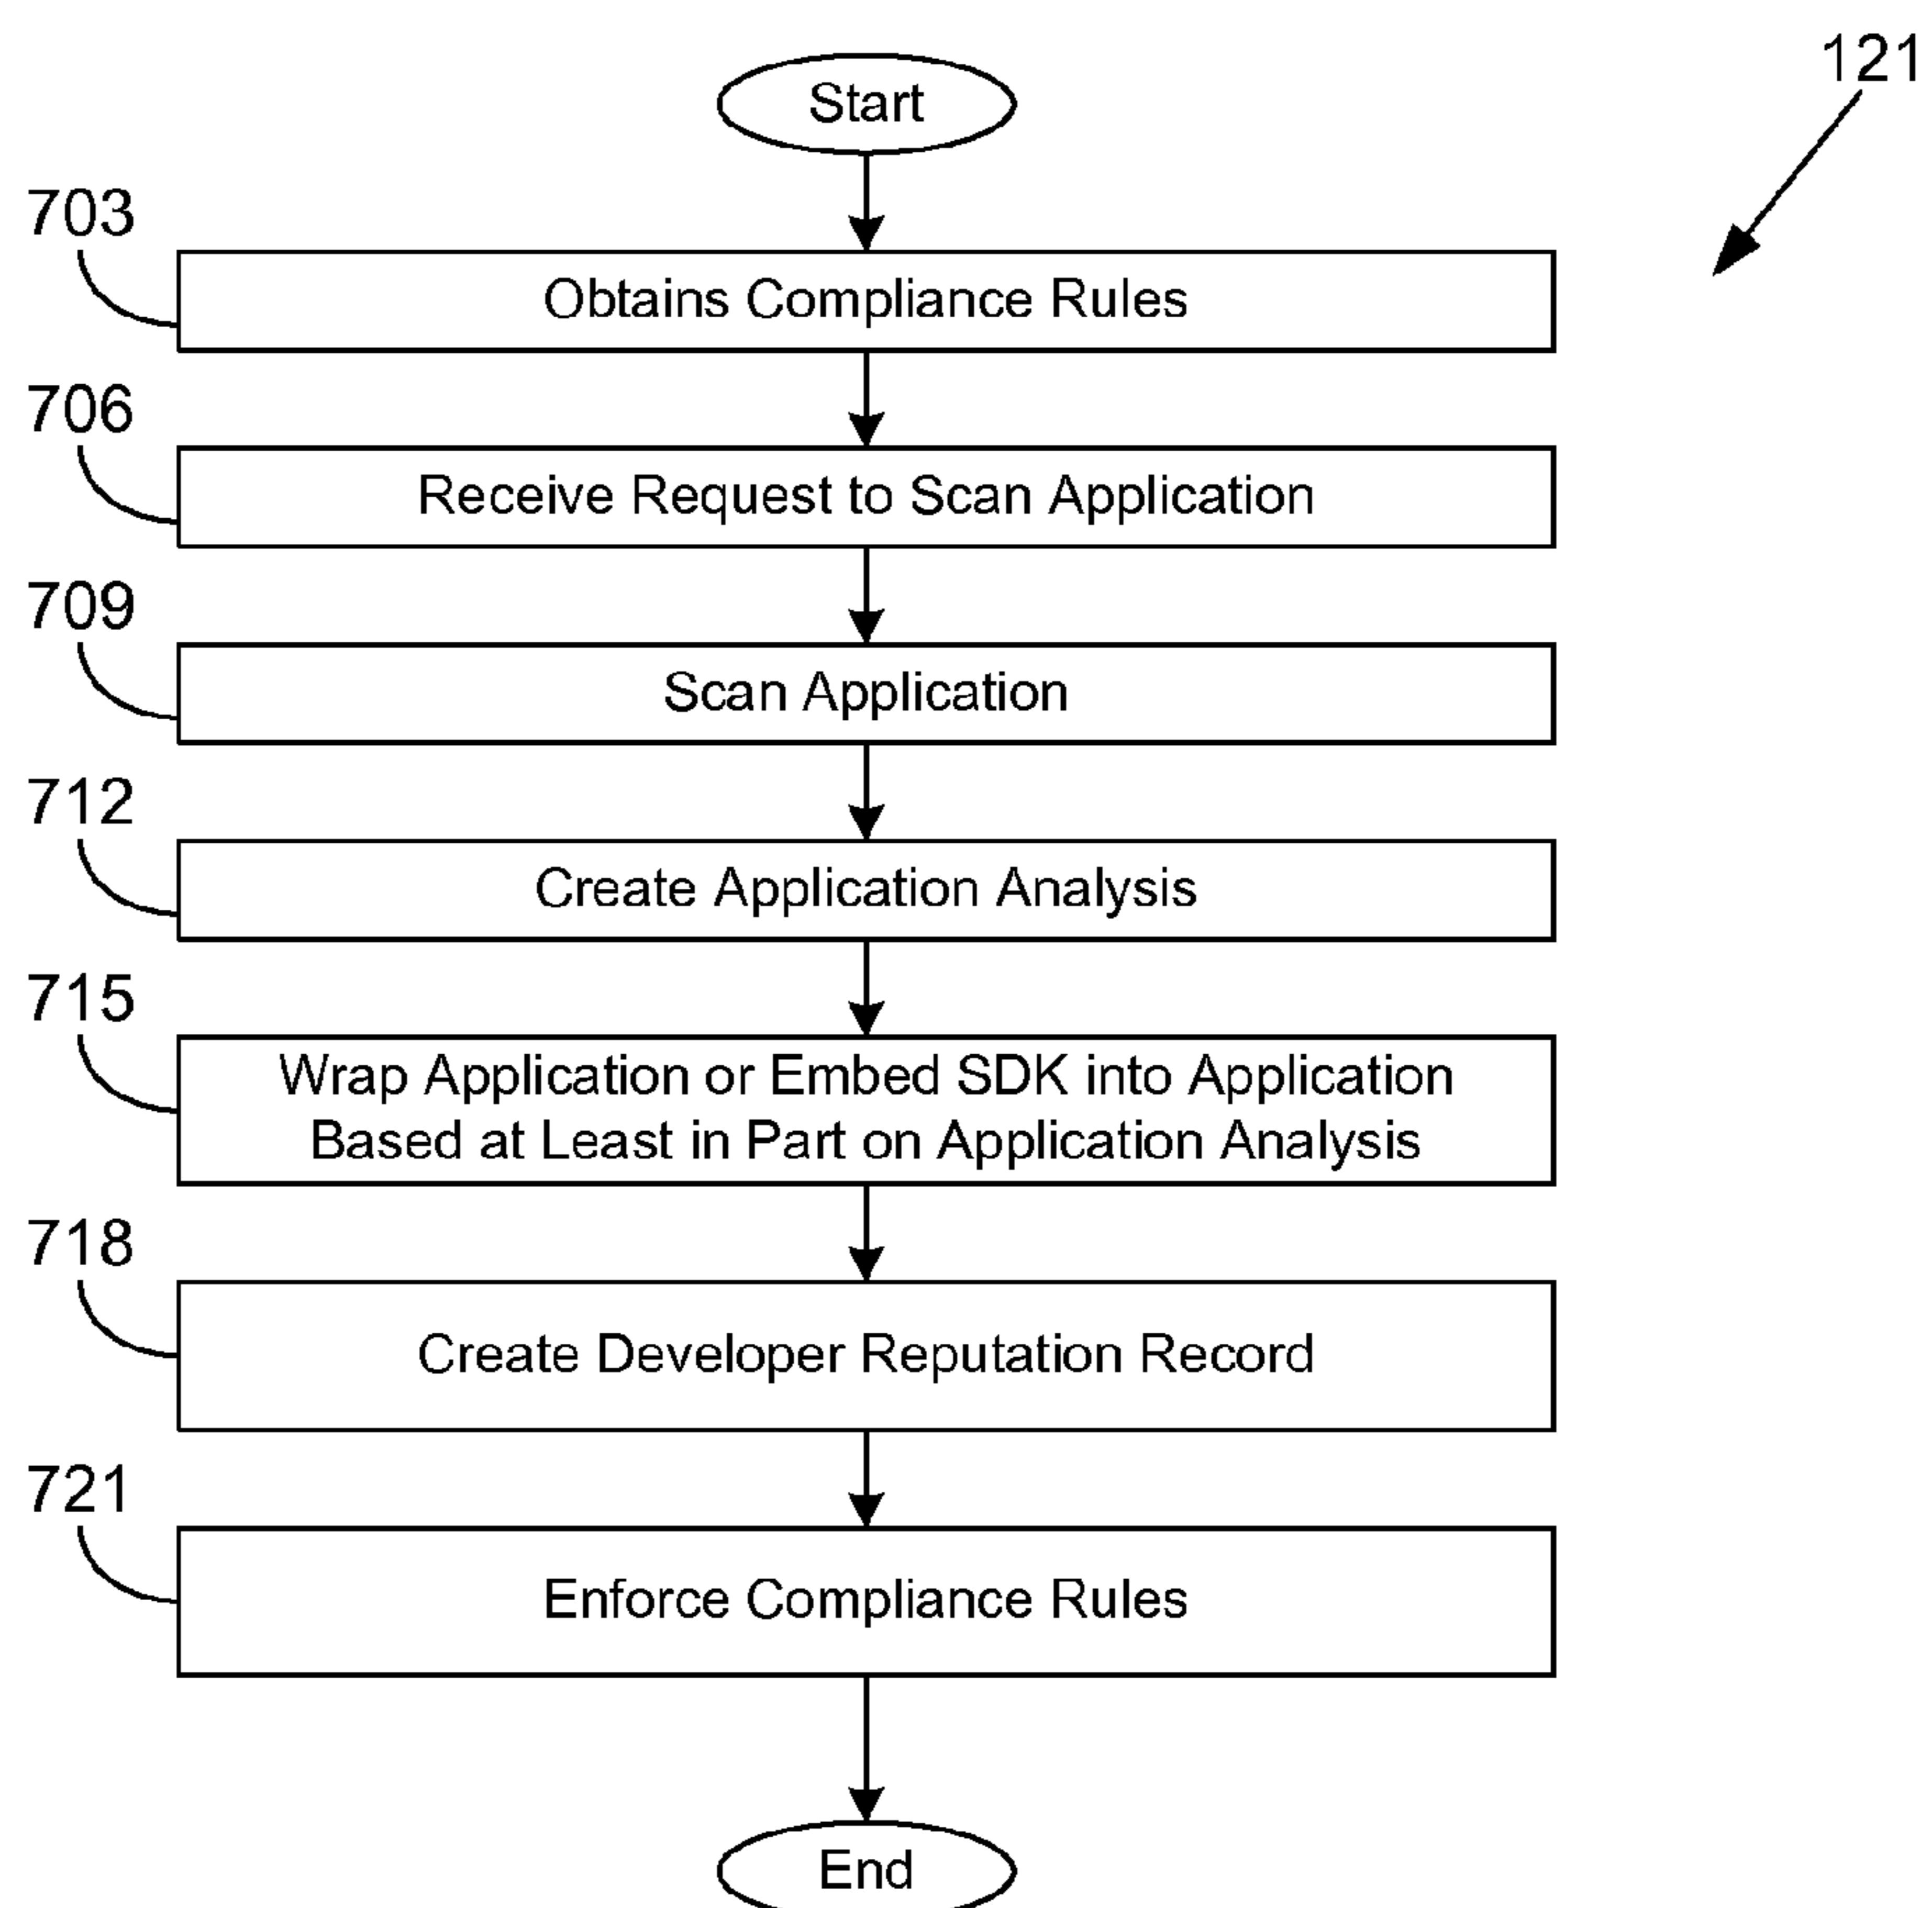 121
Start
703
Obtains Compliance Rules
706
Receive Request to Scan Application
709
Scan Application
712
Create Application Analysis
715
Wrap Application or Embed SDK into Application
Based at Least in Part on Application Analysis
718
Create Developer Reputation Record
721
Enforce Compliance Rules
End